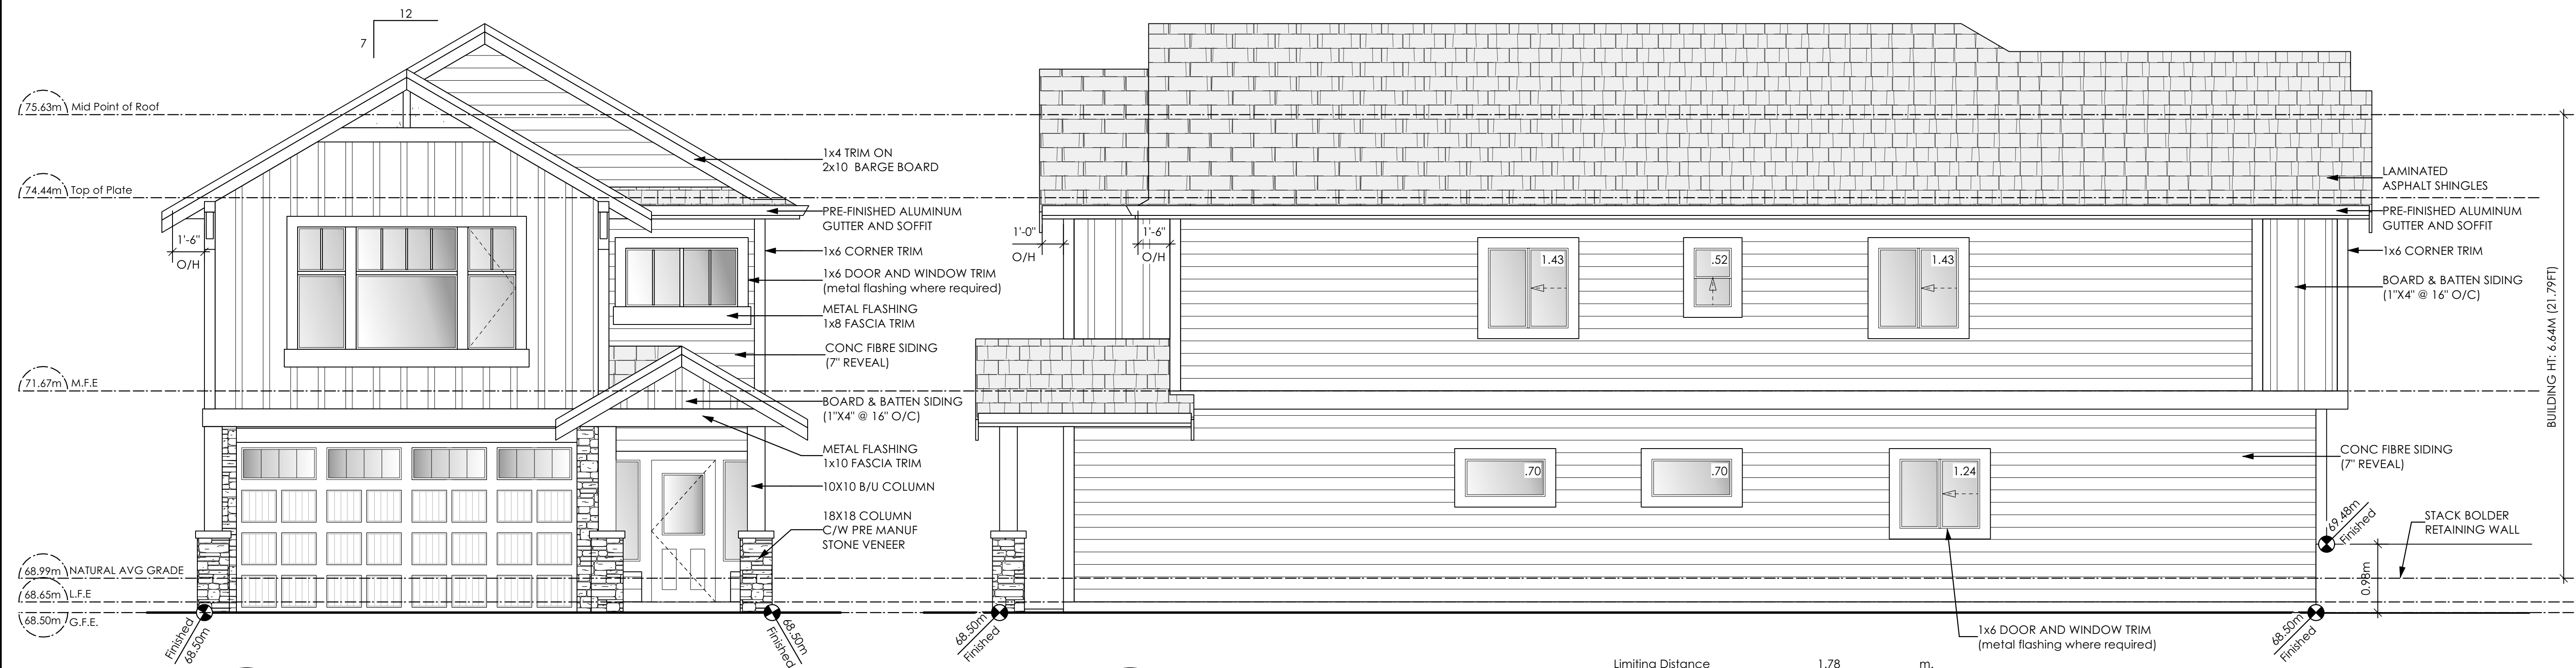 12
7
75.63m Mid Point of Roof
74.44m Top of Plate
1'-6"
O/H
71.67m M.F.E
68.99m NATURAL AVG GRADE
68.65m L.F.E
68.50m G.F.E.
Finished
68.50m
68.50m
Finished
1x4 TRIM ON
2x10 BARGE BOARD
PRE-FINISHED ALUMINUM
GUTTER AND SOFFIT
1x6 CORNER TRIM
1x6 DOOR AND WINDOW TRIM
(metal flashing where required)
METAL FLASHING
1x8 FASCIA TRIM
CONC FIBRE SIDING
(7" REVEAL)
BOARD & BATTEN SIDING
(1"X4" @ 16" O/C)
METAL FLASHING
1x10 FASCIA TRIM
10X10 B/U COLUMN
18X18 COLUMN
C/W PRE MANUF
STONE VENEER
1'-0"
O/H
1'-6"
O/H
1.43
.52
1.43
.70
.70
1.24
68.50m
Finished
LAMINATED
ASPHALT SHINGLES
PRE-FINISHED ALUMINUM
GUTTER AND SOFFIT
1x6 CORNER TRIM
BOARD & BATTEN SIDING
(1"X4" @ 16" O/C)
BUILDING HT: 6.64M (21.79FT)
CONC FIBRE SIDING
(7" REVEAL)
69.48m
Finished
STACK BOLDER
RETAINING WALL
0.98m
1x6 DOOR AND WINDOW TRIM
(metal flashing where required)
68.50m
Finished
Limiting Distance 1.78 m.